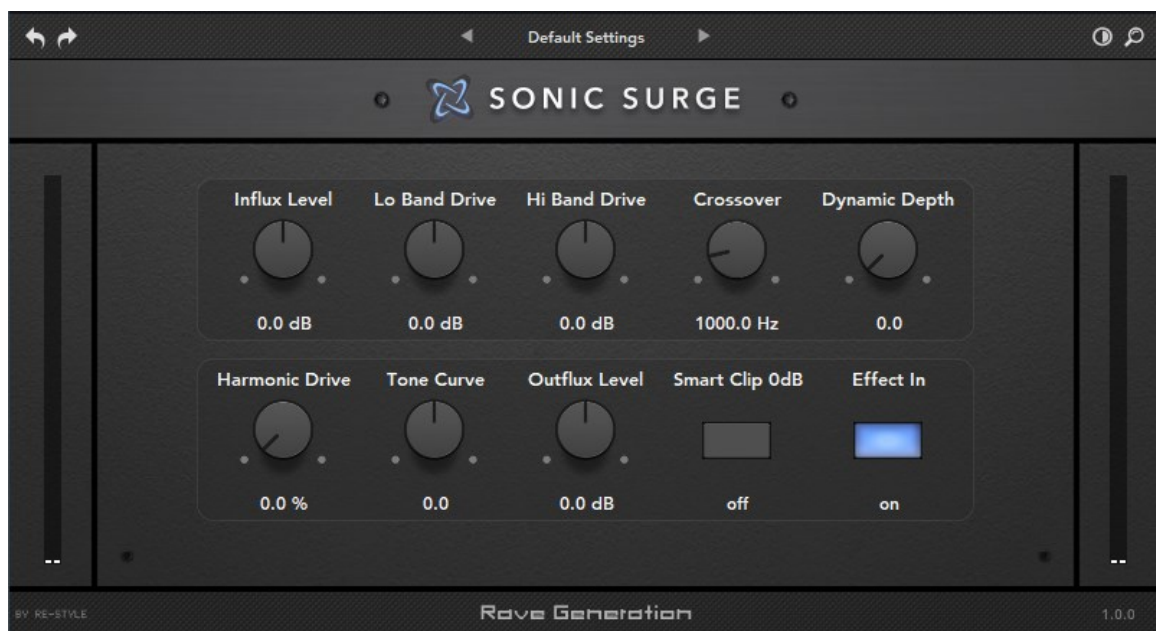 Default Settings
SONIC SURGE
Influx Level Lo Band Drive Hi Band Drive Crossover Dynamic Depth
0.0 dB 0.0 dB 0.0 dB 1000.0 Hz 0.0
Harmonic Drive Tone Curve Outflux Level Smart Clip 0dB Effect In
0.0 % 0.0 0.0 dB off on
-- --
BY RE-STYLE Rave Generation 1.0.0